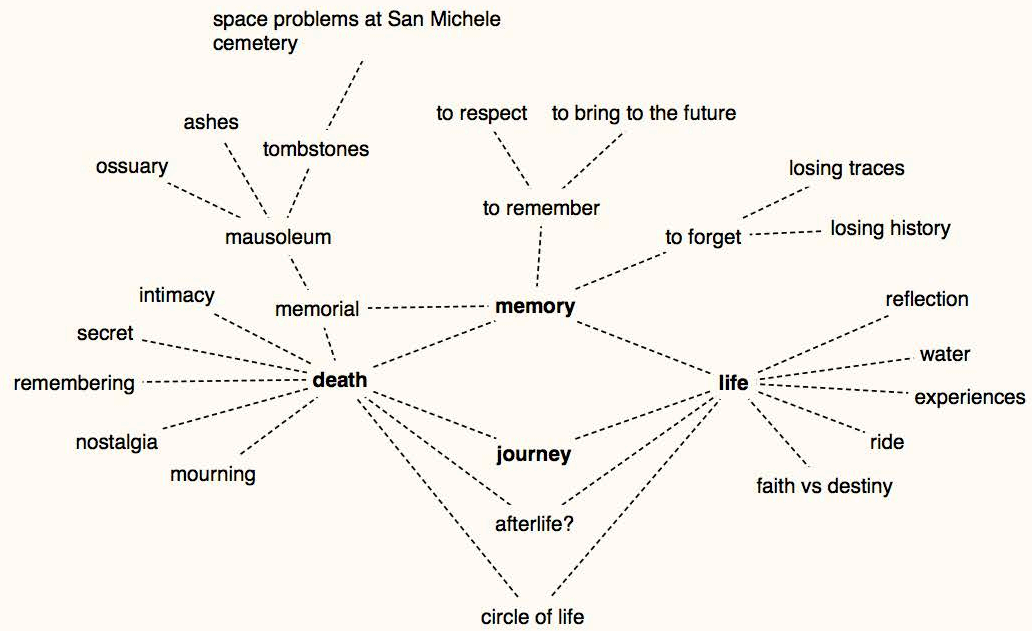 space problems at San Michele
cemetery
to respect
to bring to the future
ashes
tombstones
ossuary
losing traces
to remember
mausoleum
to forget
losing history
intimacy
memorial
memory
reflection
secret
water
remembering
death
life
experiences
nostalgia
journey
ride
mourning
faith vs destiny
afterlife?
circle of life